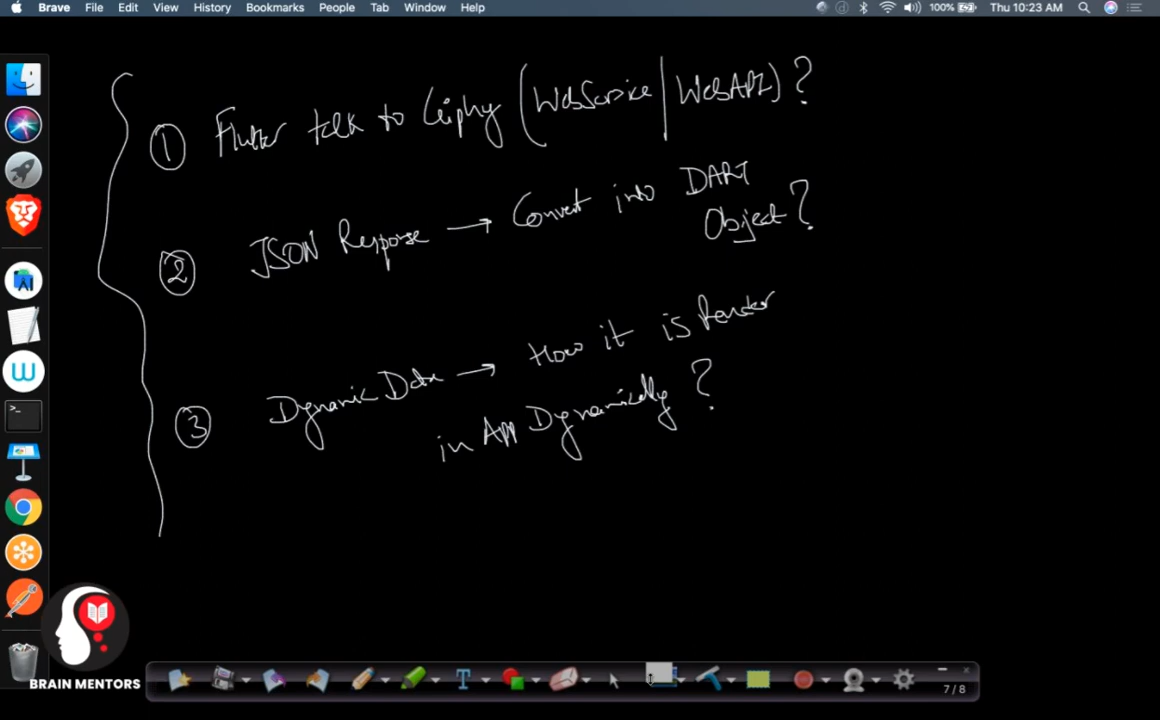 Brave File Edit View History Bookmarks People Tab Window Help 100% Thu 10:23 AM
① Flutter talk to Giphy (WebService | WebAPI)?
② JSON Response → Convert into DART
Object?
③ Dynamic Data → How it is Render
in App Dynamically?
BRAIN MENTORS
T
7/8